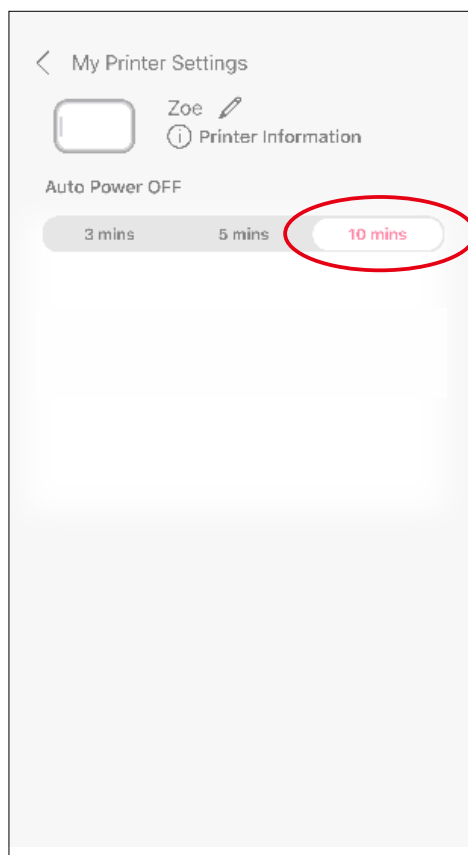 My Printer Settings
Zoe
Printer Information
Auto Power OFF
3 mins 5 mins 10 mins